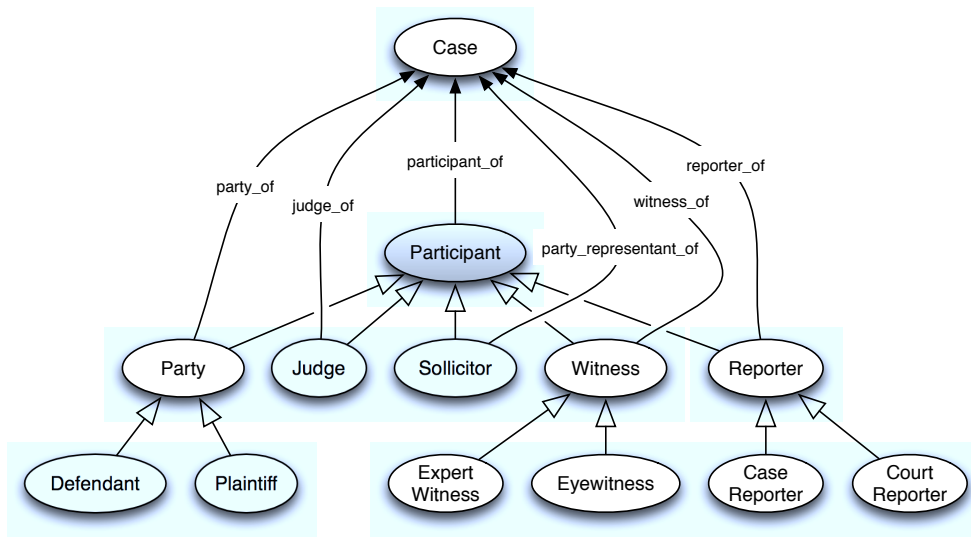 Case
participant_of
reporter_of
party_of
judge_of
witness_of
Participant
party_representant_of
Party
Judge
Sollicitor
Witness
Reporter
Defendant
Plaintiff
Expert
Witness
Eyewitness
Case
Reporter
Court
Reporter